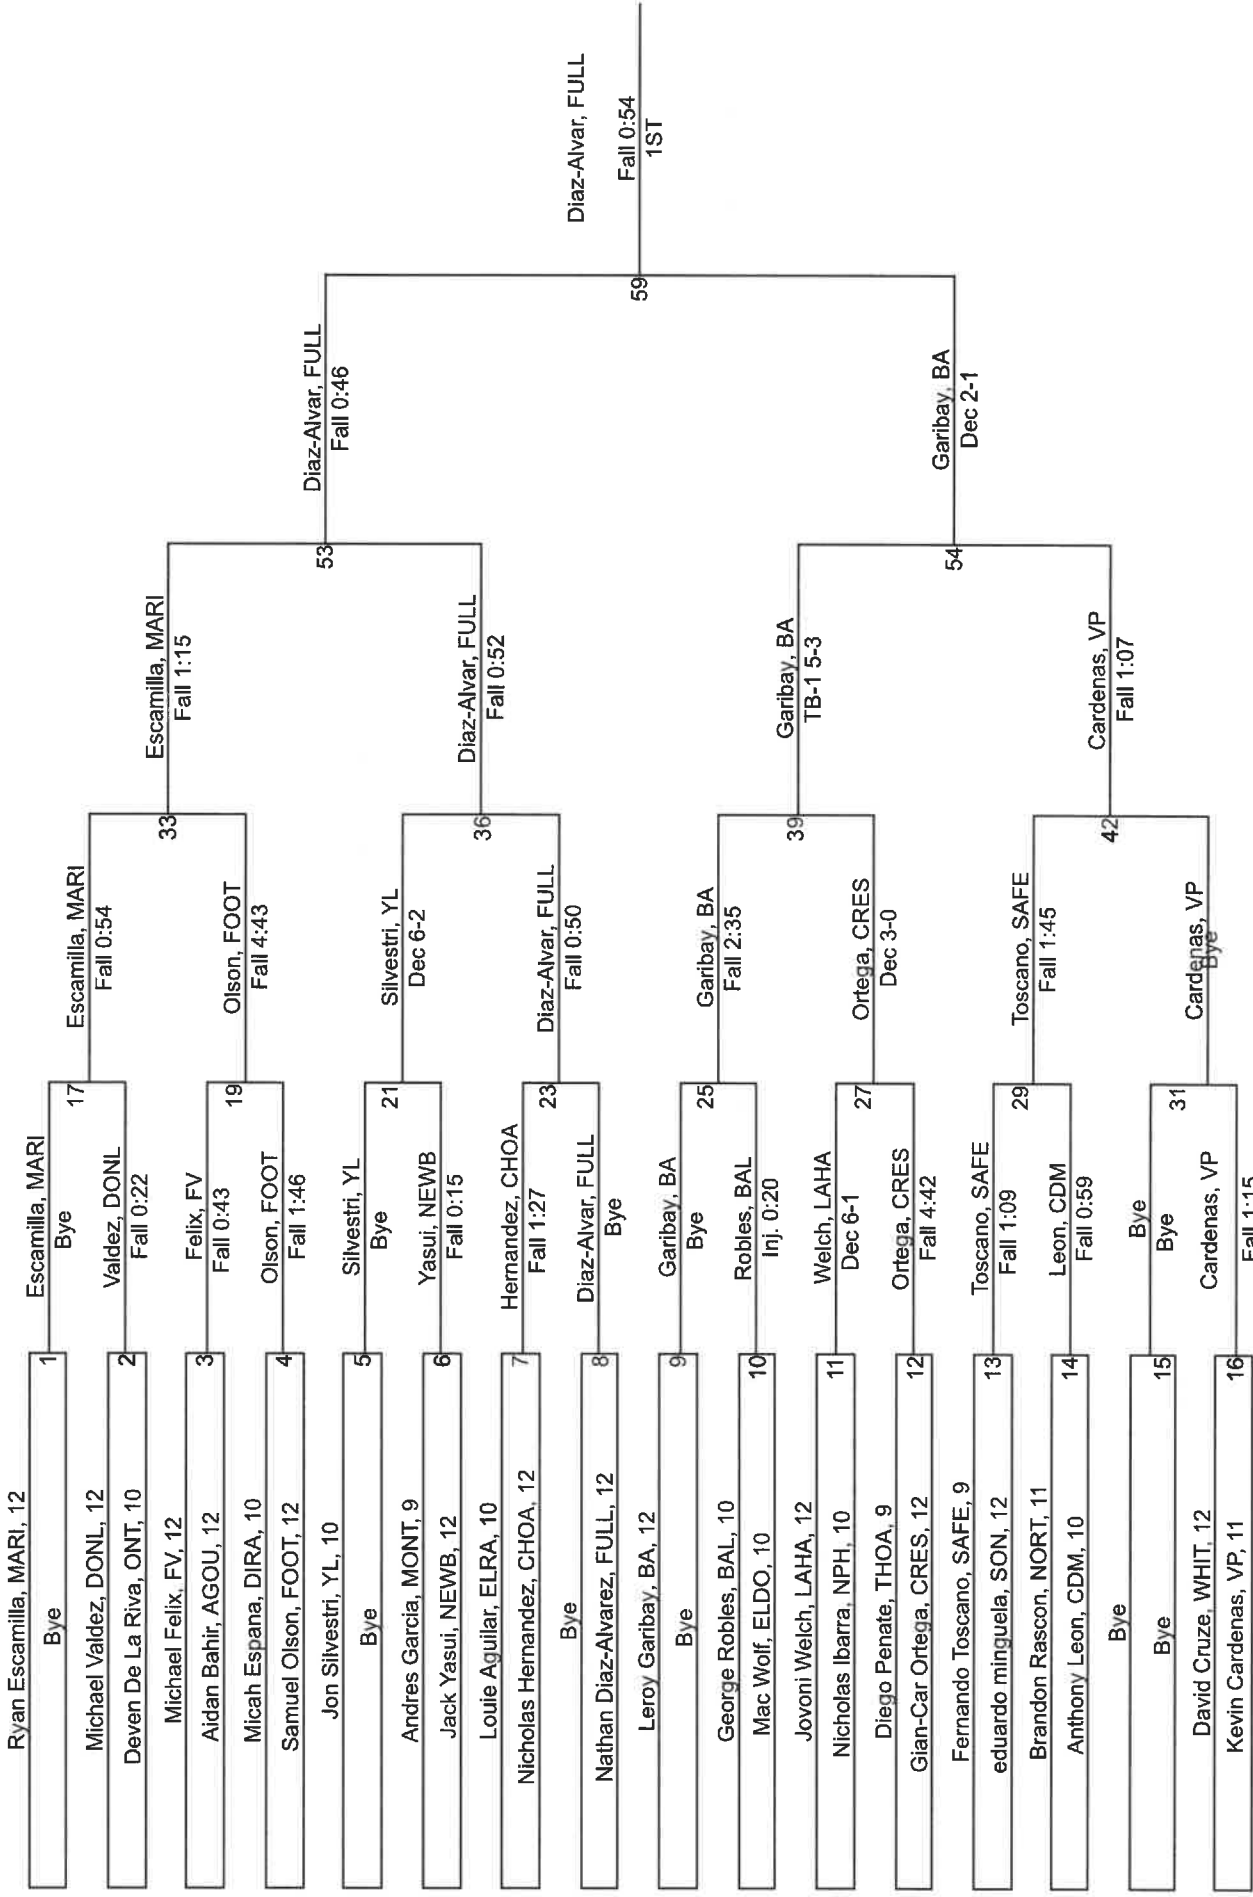 Ryan Escamilla, MARI, 12
Bye
1
Michael Valdez, DONL, 12
Deven De La Riva, ONT, 10
2
Michael Felix, FV, 12
Aidan Bahir, AGOU, 12
3
Micah Espana, DIRA, 10
Samuel Olson, FOOT, 12
4
Jon Silvestri, YL, 10
Bye
5
Andres Garcia, MONT, 9
Jack Yasui, NEWB, 12
6
Louie Aguilar, ELRA, 10
Nicholas Hernandez, CHOA, 12
7
Bye
Nathan Diaz-Alvarez, FULL, 12
8
Leroy Garibay, BA, 12
Bye
9
George Robles, BAL, 10
Mac Wolf, ELDO, 10
10
Jovoni Welch, LAHA, 12
Nicholas Ibarra, NPH, 10
11
Diego Penate, THOA, 9
Gian-Car Ortega, CRES, 12
12
Fernando Toscano, SAFE, 9
eduardo minguela, SON, 12
13
Brandon Rascon, NORT, 11
Anthony Leon, CDM, 10
14
Bye
Bye
15
David Cruze, WHIT, 12
Kevin Cardenas, VP, 11
16
Escamilla, MARI
Bye
17
Valdez, DONL
Fall 0:22
Felix, FV
Fall 0:43
19
Olson, FOOT
Fall 1:46
Silvestri, YL
Bye
21
Yasui, NEWB
Fall 0:15
Hernandez, CHOA
Fall 1:27
23
Diaz-Alvar, FULL
Bye
Garibay, BA
Bye
25
Robles, BAL
Inj. 0:20
Welch, LAHA
Dec 6-1
27
Ortega, CRES
Fall 4:42
Toscano, SAFE
Fall 1:09
29
Leon, CDM
Fall 0:59
Bye
Bye
31
Cardenas, VP
Fall 1:15
Escamilla, MARI
Fall 0:54
33
Olson, FOOT
Fall 4:43
Silvestri, YL
Dec 6-2
36
Diaz-Alvar, FULL
Fall 0:50
Garibay, BA
Fall 2:35
39
Ortega, CRES
Dec 3-0
Toscano, SAFE
Fall 1:45
42
Cardenas, VP
Bye
Escamilla, MARI
Fall 1:15
53
Diaz-Alvar, FULL
Fall 0:52
Garibay, BA
TB-1 5-3
54
Cardenas, VP
Fall 1:07
Diaz-Alvar, FULL
Fall 0:46
59
Garibay, BA
Dec 2-1
Diaz-Alvar, FULL
Fall 0:54
1ST